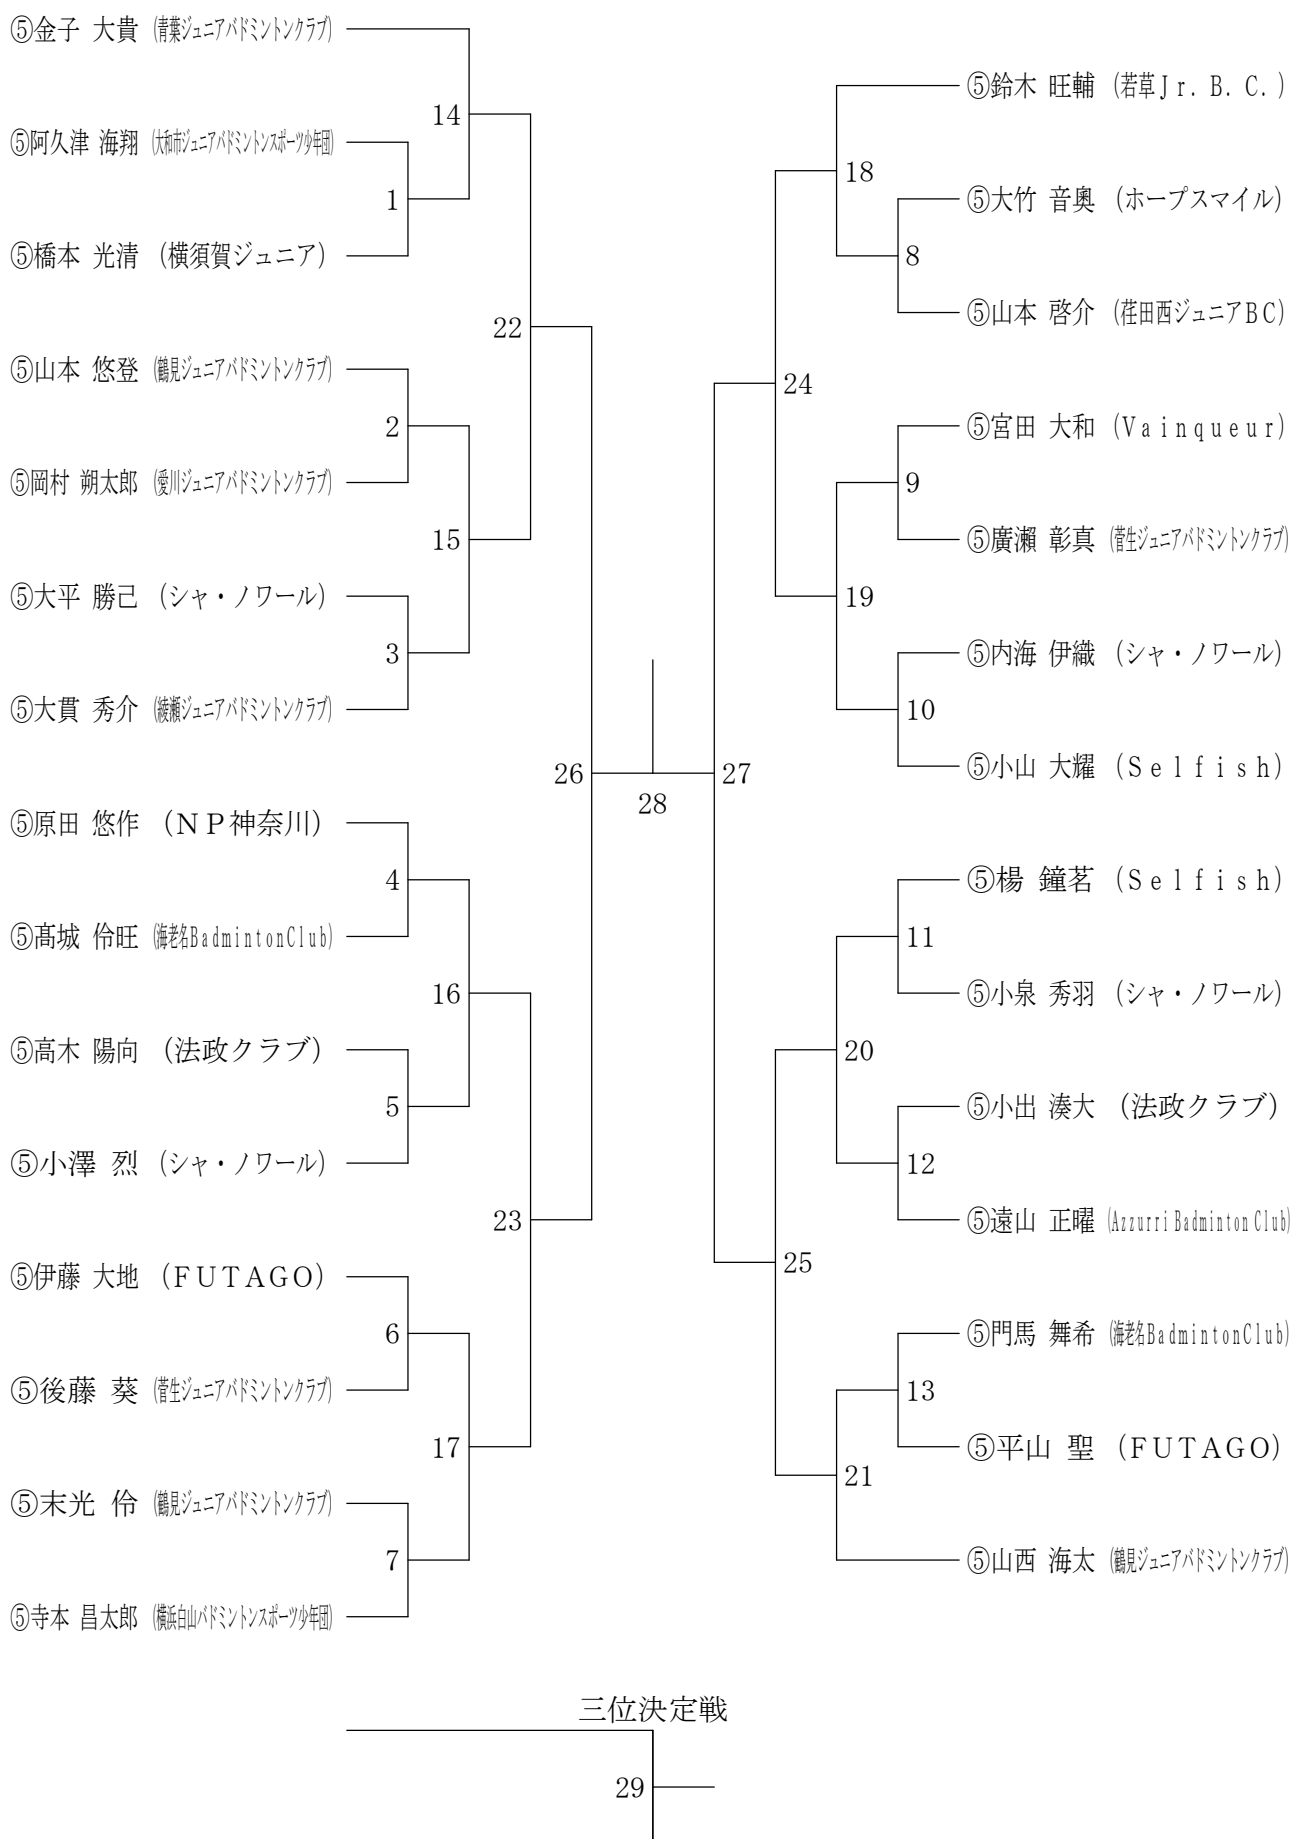 ⑤金子 大貴 (青葉ジュニアバドミントンクラブ)
14
⑤阿久津 海翔 (大和市ジュニアバドミントンスポーツ少年団)
1
⑤橋本 光清 (横須賀ジュニア)
22
⑤山本 悠登 (鶴見ジュニアバドミントンクラブ)
2
⑤岡村 朔太郎 (愛川ジュニアバドミントンクラブ)
15
⑤大平 勝己 (シャ・ノワール)
3
⑤大貫 秀介 (綾瀬ジュニアバドミントンクラブ)
26
⑤原田 悠作 (ＮＰ神奈川)
4
⑤髙城 伶旺 (海老名BadmintonClub)
16
⑤高木 陽向 (法政クラブ)
5
⑤小澤 烈 (シャ・ノワール)
23
⑤伊藤 大地 (ＦＵＴＡＧＯ)
6
⑤後藤 葵 (菅生ジュニアバドミントンクラブ)
17
⑤末光 伶 (鶴見ジュニアバドミントンクラブ)
7
⑤寺本 昌太郎 (横浜白山バドミントンスポーツ少年団)
28
⑤鈴木 旺輔 (若草Ｊｒ．Ｂ．Ｃ．)
18
⑤大竹 音奥 (ホープスマイル)
8
⑤山本 啓介 (荏田西ジュニアBC)
24
⑤宮田 大和 (Ｖａｉｎｑｕｅｕｒ)
9
⑤廣瀬 彰真 (菅生ジュニアバドミントンクラブ)
19
⑤内海 伊織 (シャ・ノワール)
10
⑤小山 大耀 (Ｓｅｌｆｉｓｈ)
27
⑤楊 鐘茗 (Ｓｅｌｆｉｓｈ)
11
⑤小泉 秀羽 (シャ・ノワール)
20
⑤小出 湊大 (法政クラブ)
12
⑤遠山 正曜 (Azzurri Badminton Club)
25
⑤門馬 舞希 (海老名BadmintonClub)
13
⑤平山 聖 (ＦＵＴＡＧＯ)
21
⑤山西 海太 (鶴見ジュニアバドミントンクラブ)
三位決定戦
29